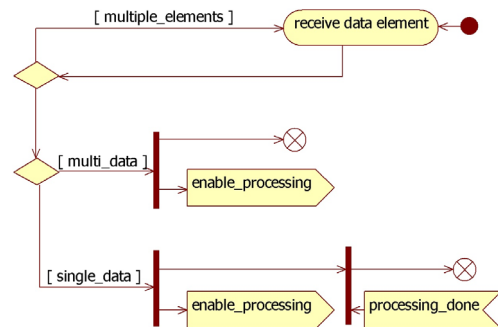 [ multiple_elements ]
receive data element
[ multi_data ]
enable_processing
[ single_data ]
enable_processing
processing_done